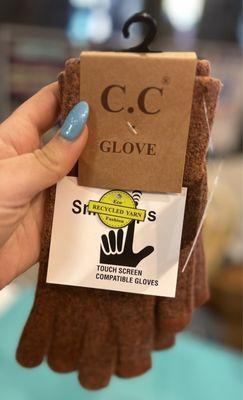 C.C®
GLOVE
Eco
RECYCLED YARN
Fashion
TOUCH SCREEN
COMPATIBLE GLOVES